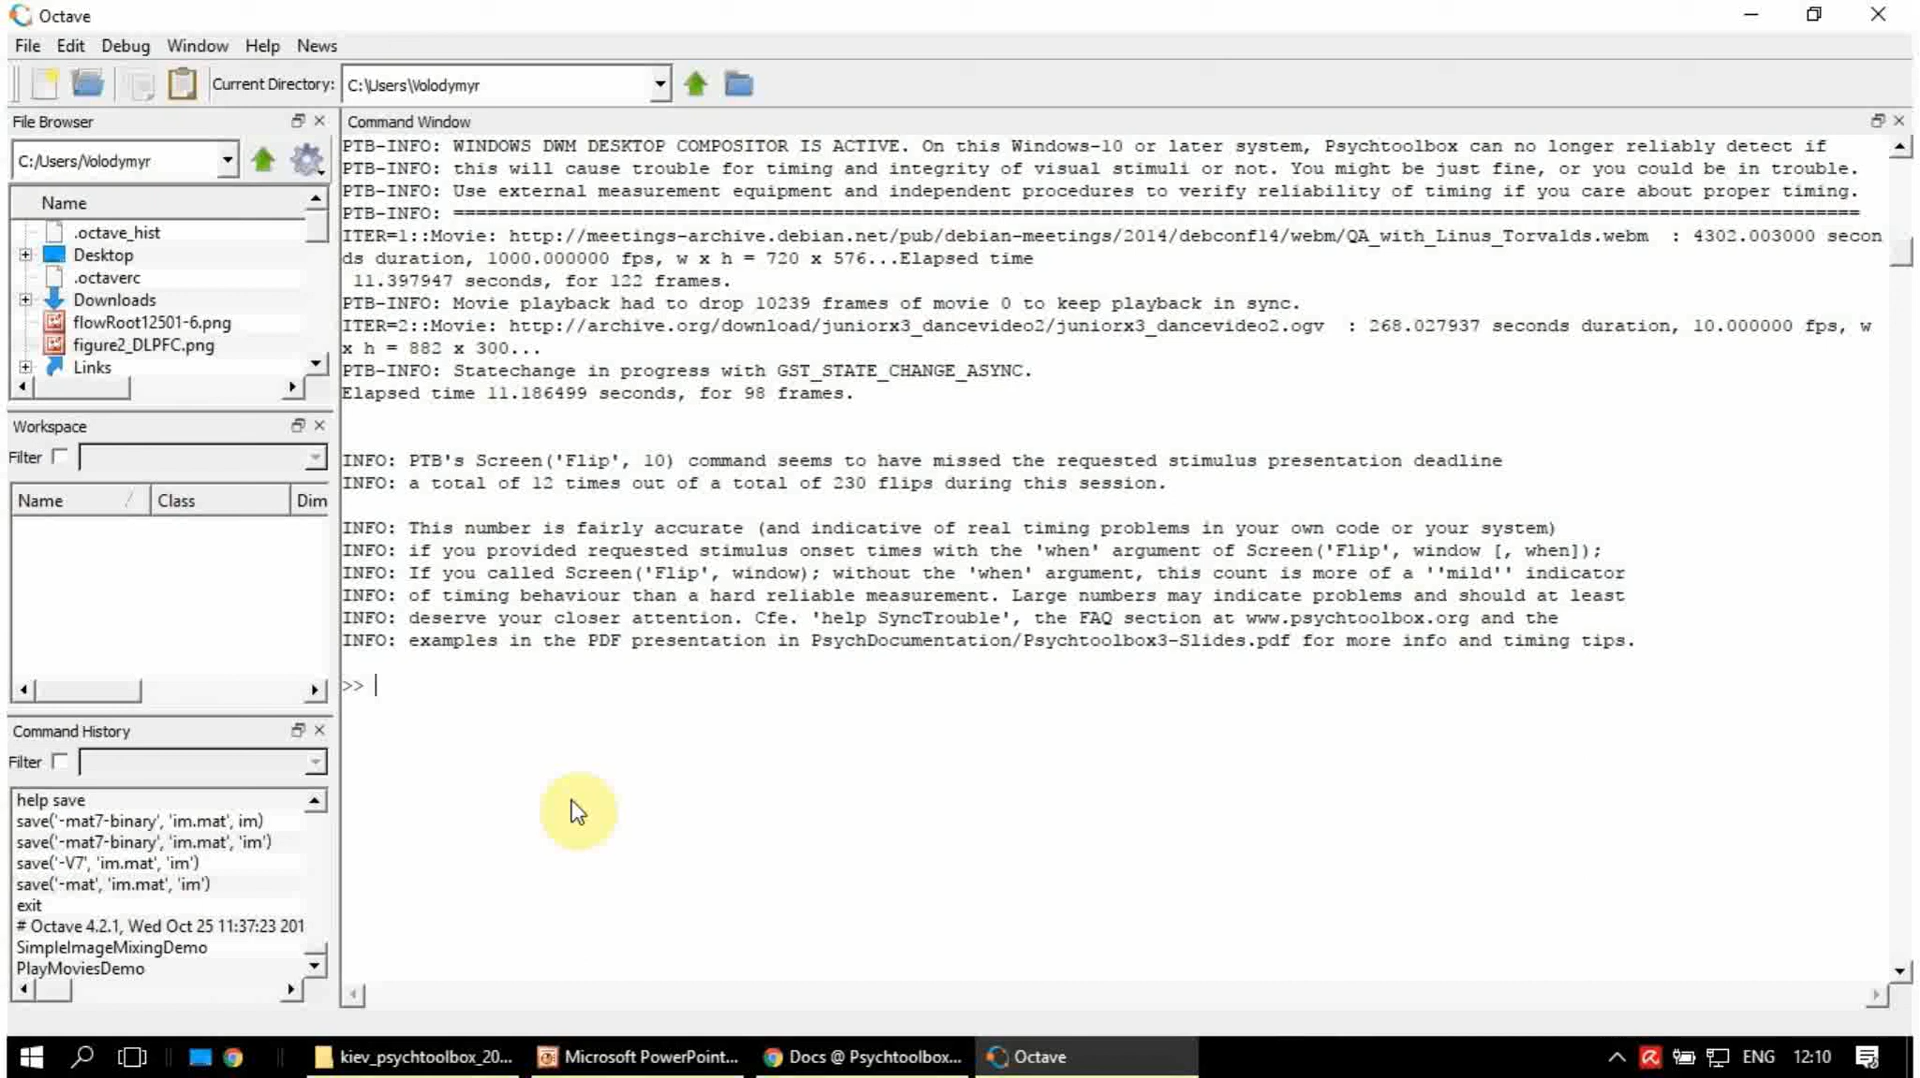 Octave
File Edit Debug Window Help News
Current Directory: C:\Users\Volodymyr
File Browser
C:/Users/Volodymyr
Name
.octave_hist
Desktop
.octaverc
Downloads
flowRoot12501-6.png
figure2_DLPFC.png
Links
Workspace
Filter
Name / Class Dim
Command History
Filter
help save
save('-mat7-binary', 'im.mat', im)
save('-mat7-binary', 'im.mat', 'im')
save('-V7', 'im.mat', 'im')
save('-mat', 'im.mat', 'im')
exit
# Octave 4.2.1, Wed Oct 25 11:37:23 201
SimpleImageMixingDemo
PlayMoviesDemo
Command Window
PTB-INFO: WINDOWS DWM DESKTOP COMPOSITOR IS ACTIVE. On this Windows-10 or later system, Psychtoolbox can no longer reliably detect if
PTB-INFO: this will cause trouble for timing and integrity of visual stimuli or not. You might be just fine, or you could be in trouble.
PTB-INFO: Use external measurement equipment and independent procedures to verify reliability of timing if you care about proper timing.
PTB-INFO: ==============================================================================================================================
ITER=1::Movie: http://meetings-archive.debian.net/pub/debian-meetings/2014/debconf14/webm/QA_with_Linus_Torvalds.webm  : 4302.003000 secon
ds duration, 1000.000000 fps, w x h = 720 x 576...Elapsed time
11.397947 seconds, for 122 frames.
PTB-INFO: Movie playback had to drop 10239 frames of movie 0 to keep playback in sync.
ITER=2::Movie: http://archive.org/download/juniorx3_dancevideo2/juniorx3_dancevideo2.ogv  : 268.027937 seconds duration, 10.000000 fps, w
x h = 882 x 300...
PTB-INFO: Statechange in progress with GST_STATE_CHANGE_ASYNC.
Elapsed time 11.186499 seconds, for 98 frames.
INFO: PTB's Screen('Flip', 10) command seems to have missed the requested stimulus presentation deadline
INFO: a total of 12 times out of a total of 230 flips during this session.
INFO: This number is fairly accurate (and indicative of real timing problems in your own code or your system)
INFO: if you provided requested stimulus onset times with the 'when' argument of Screen('Flip', window [, when]);
INFO: If you called Screen('Flip', window); without the 'when' argument, this count is more of a ''mild'' indicator
INFO: of timing behaviour than a hard reliable measurement. Large numbers may indicate problems and should at least
INFO: deserve your closer attention. Cfe. 'help SyncTrouble', the FAQ section at www.psychtoolbox.org and the
INFO: examples in the PDF presentation in PsychDocumentation/Psychtoolbox3-Slides.pdf for more info and timing tips.
>>
kiev_psychtoolbox_20... Microsoft PowerPoint... Docs @ Psychtoolbox... Octave ENG 12:10